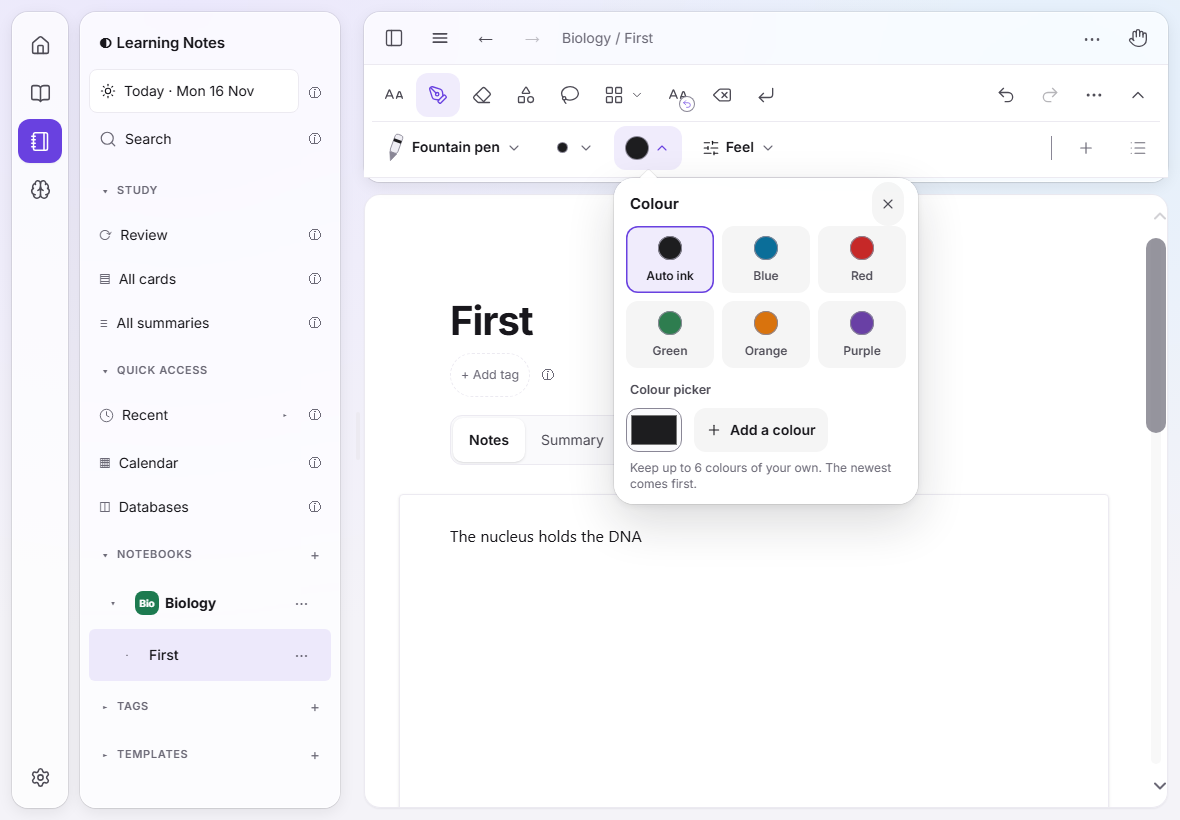 Learning Notes
Today · Mon 16 Nov
Search
STUDY
Review
All cards
All summaries
QUICK ACCESS
Recent
Calendar
Databases
NOTEBOOKS
Bio Biology
First
TAGS
TEMPLATES
Biology / First
AA
AA
Fountain pen
Feel
First
+ Add tag
Notes Summary
The nucleus holds the DNA
Colour
Auto ink Blue Red
Green Orange Purple
Colour picker
+ Add a colour
Keep up to 6 colours of your own. The newest
comes first.